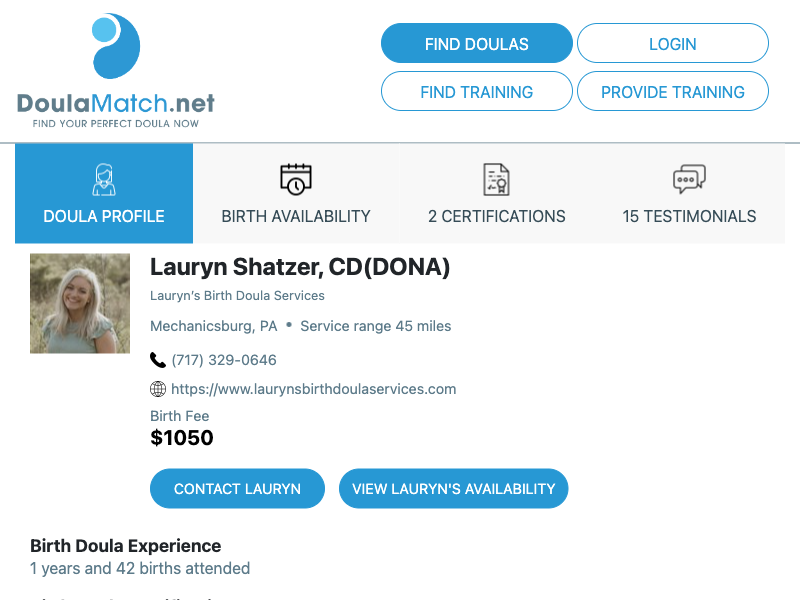 DoulaMatch.net
FIND YOUR PERFECT DOULA NOW
FIND DOULAS
LOGIN
FIND TRAINING
PROVIDE TRAINING
DOULA PROFILE
BIRTH AVAILABILITY
2 CERTIFICATIONS
15 TESTIMONIALS
Lauryn Shatzer, CD(DONA)
Lauryn's Birth Doula Services
Mechanicsburg, PA • Service range 45 miles
(717) 329-0646
https://www.laurynsbirthdoulaservices.com
Birth Fee
$1050
CONTACT LAURYN
VIEW LAURYN'S AVAILABILITY
Birth Doula Experience
1 years and 42 births attended